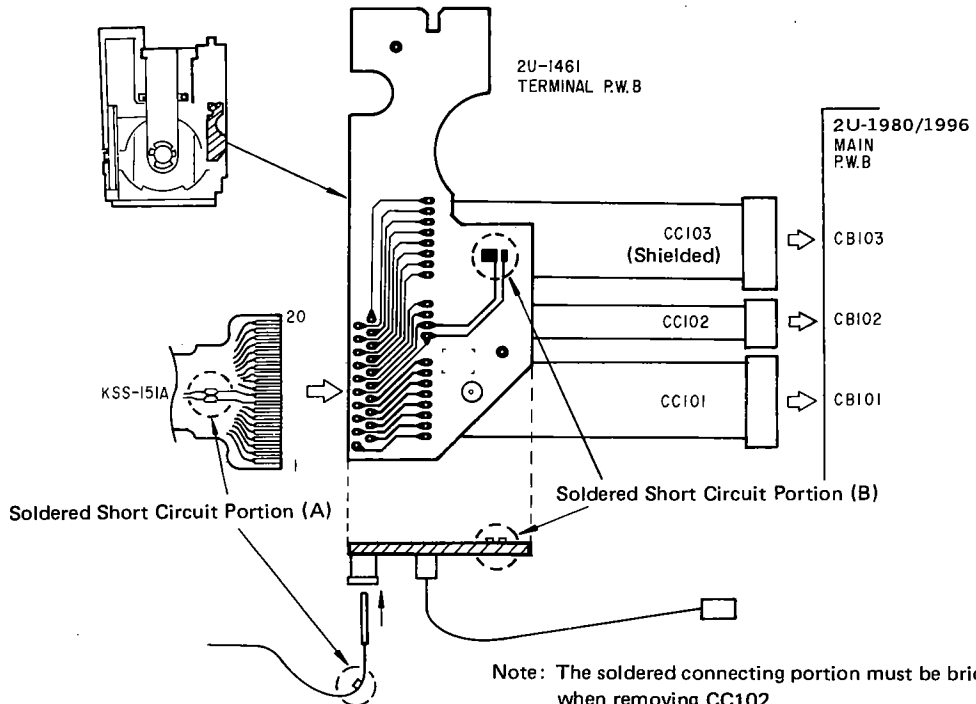 2U-1461
TERMINAL P.W.B
2U-1980/1996
MAIN
P.W.B
CC103
(Shielded)
CB103
20
CC102
CB102
KSS-151A
CC101
CB101
1
Soldered Short Circuit Portion (A)
Soldered Short Circuit Portion (B)
Note: The soldered connecting portion must be
when removing CC102